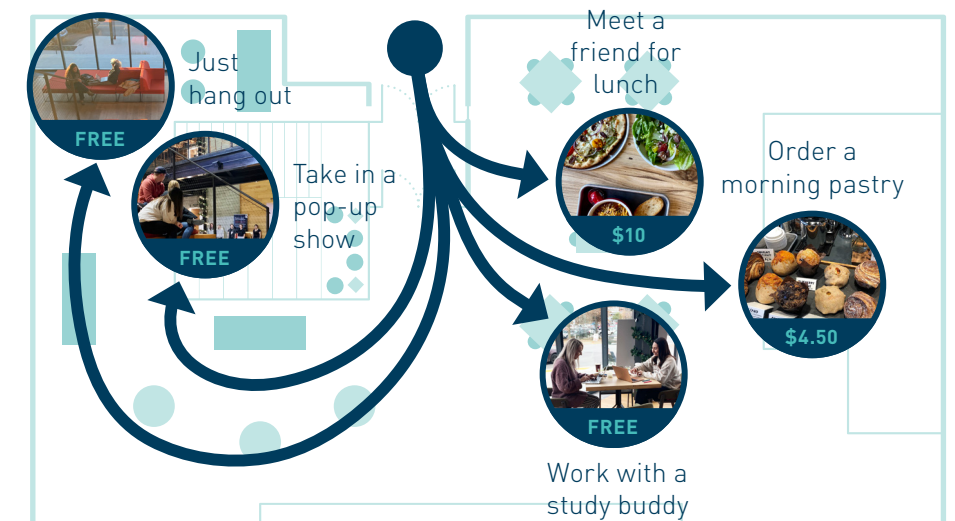 Just
hang out
FREE
Take in a
pop-up
show
FREE
Meet a
friend for
lunch
$10
Order a
morning pastry
$4.50
FREE
Work with a
study buddy